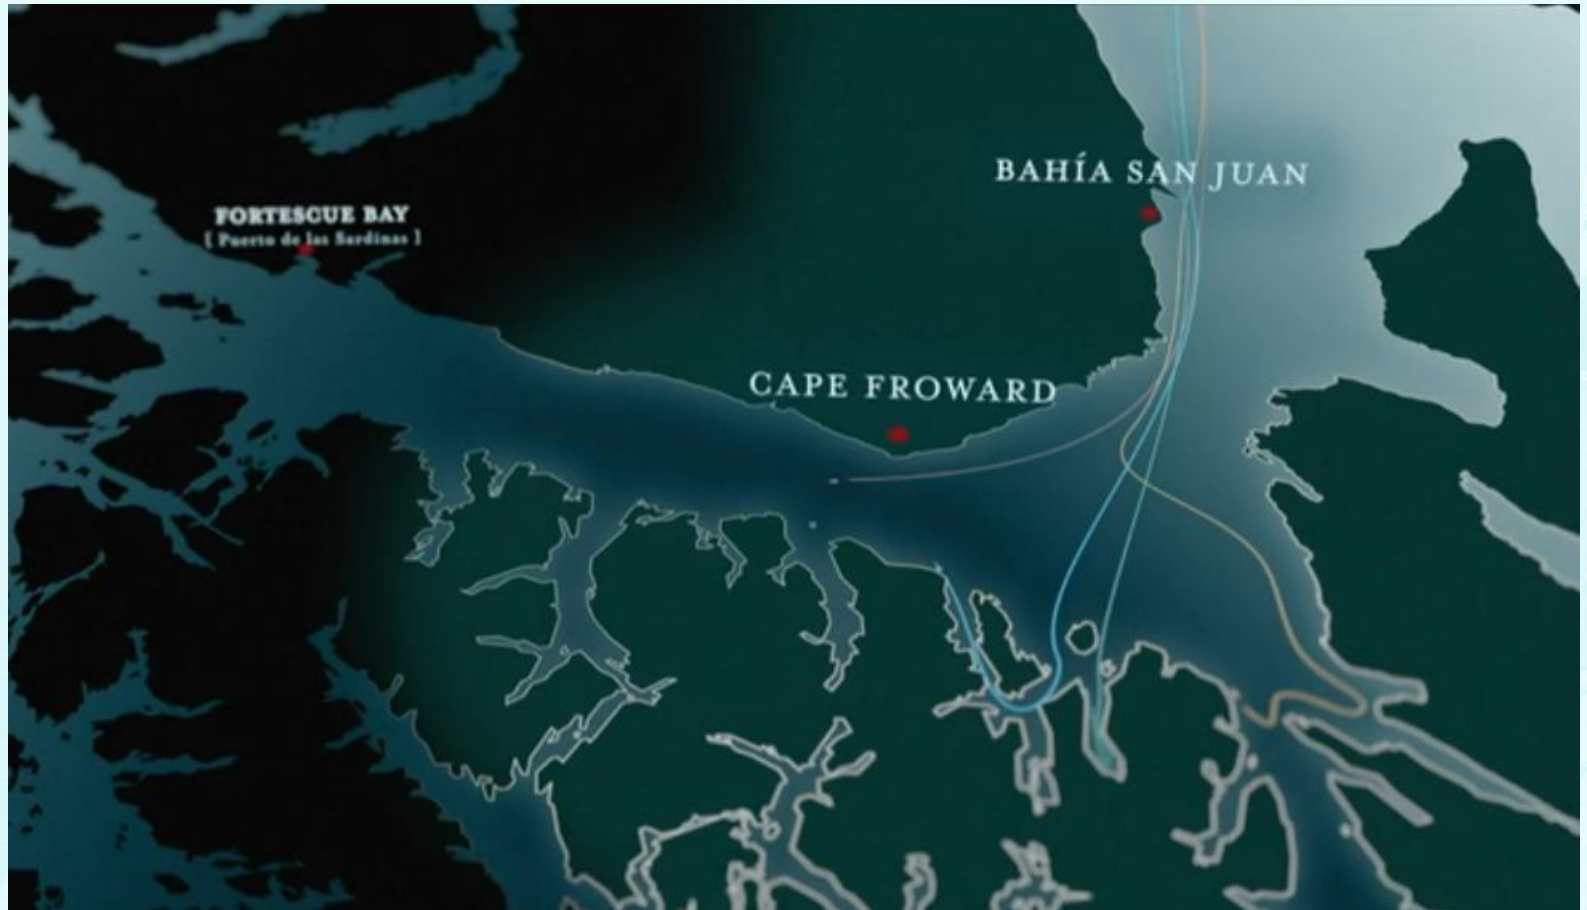 BAHÍA SAN JUAN
FORTESCUE BAY
[ Puerto de las Sardinas ]
CAPE FROWARD